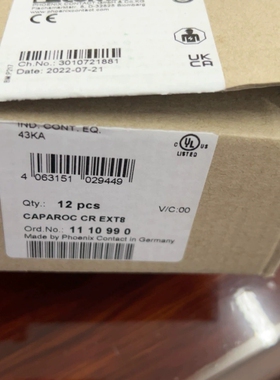 Ch.No.: 3010721881
Date: 2022-07-21
UK
CA
IND. CONT. EQ.
43KA
UL
LISTED
4 063151 029449
Qty.: 12 pcs
V/C:00
CAPAROC CR EXT8
Ord.No.: 11 10 99 0
Made by Phoenix Contact in Germany